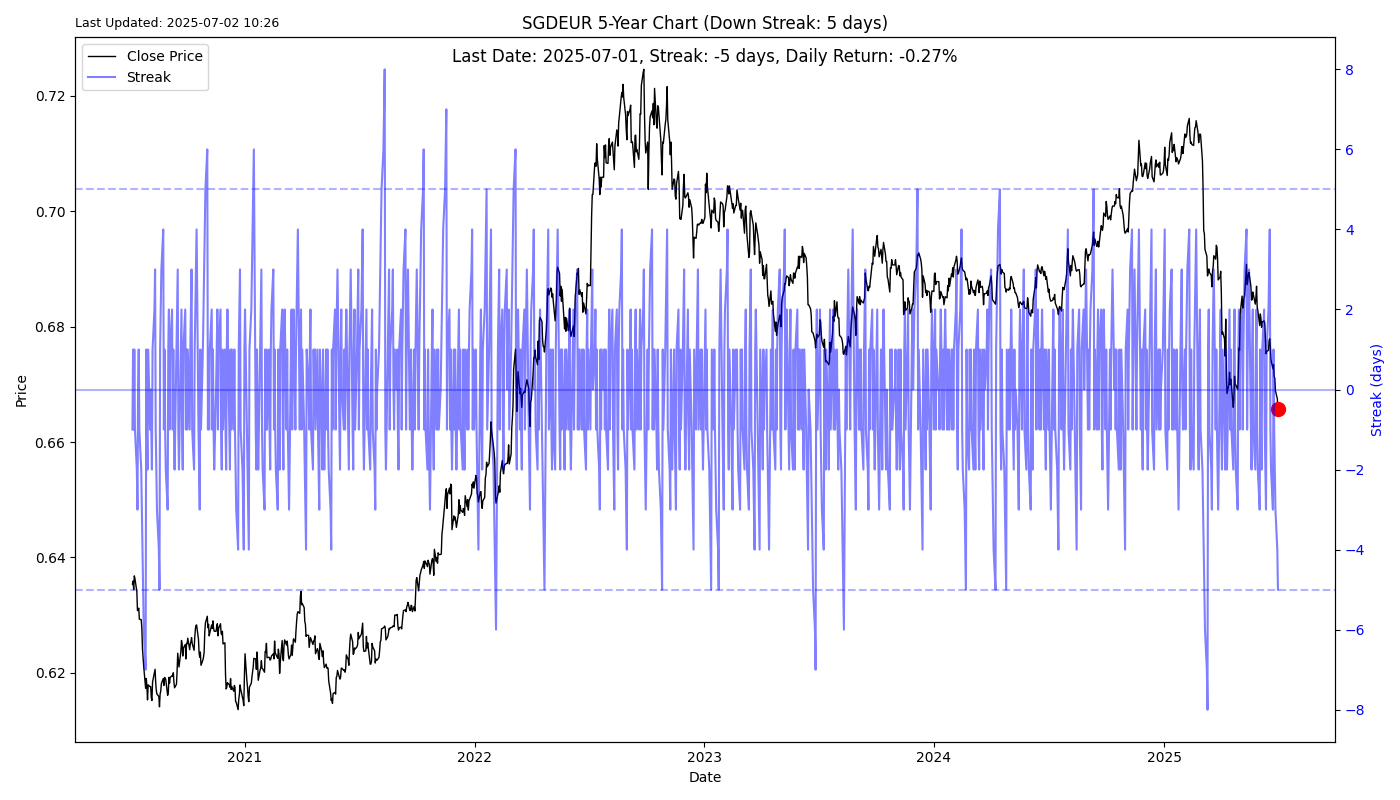 Last Updated: 2025-07-02 10:26
SGDEUR 5-Year Chart (Down Streak: 5 days)
Last Date: 2025-07-01, Streak: -5 days, Daily Return: -0.27%
Close Price
Streak
0.72
0.70
0.68
0.66
0.64
0.62
Price
8
6
4
2
0
−2
−4
−6
−8
Streak (days)
2021
2022
2023
2024
2025
Date